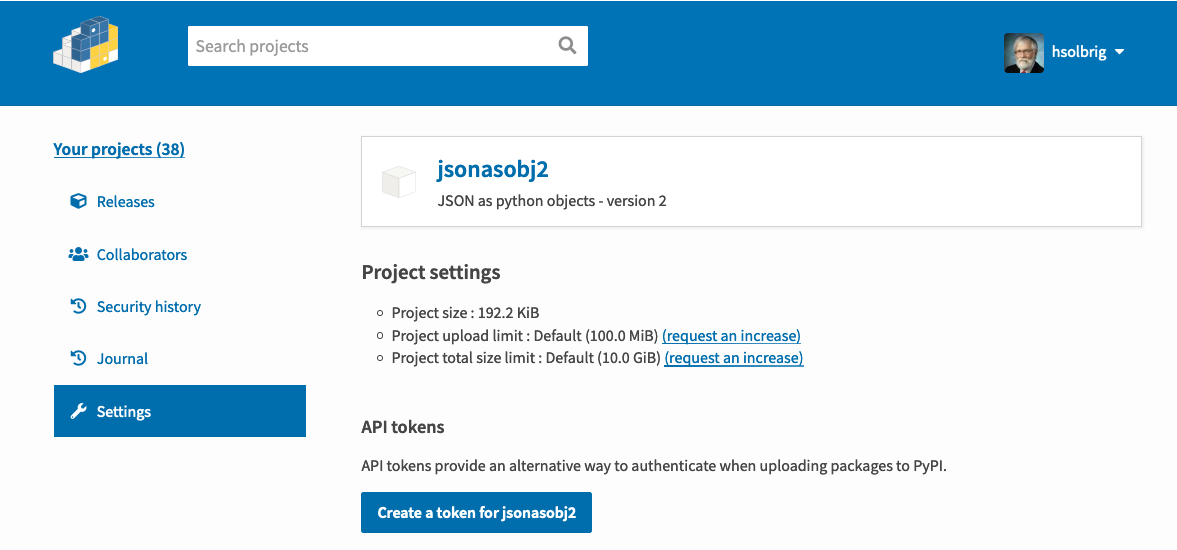 Search projects
hsolbrig
Your projects (38)
Releases
Collaborators
Security history
Journal
Settings
jsonasobj2
JSON as python objects - version 2
Project settings
Project size : 192.2 KiB
Project upload limit : Default (100.0 MiB) (request an increase)
Project total size limit : Default (10.0 GiB) (request an increase)
API tokens
API tokens provide an alternative way to authenticate when uploading packages to PyPI.
Create a token for jsonasobj2